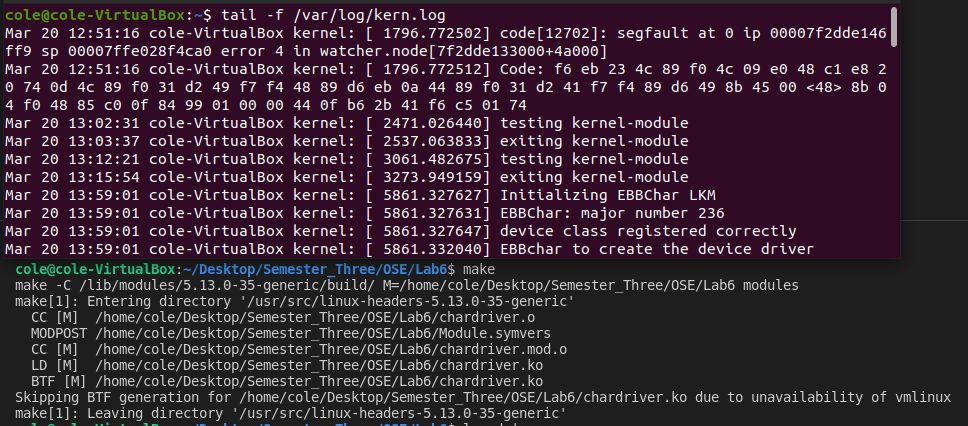 cole@cole-VirtualBox:~$ tail -f /var/log/kern.log
Mar 20 12:51:16 cole-VirtualBox kernel: [ 1796.772502] code[12702]: segfault at 0 ip 00007f2dde146
ff9 sp 00007ffe028f4ca0 error 4 in watcher.node[7f2dde133000+4a000]
Mar 20 12:51:16 cole-VirtualBox kernel: [ 1796.772512] Code: f6 eb 23 4c 89 f0 4c 09 e0 48 c1 e8 2
0 74 0d 4c 89 f0 31 d2 49 f7 f4 48 89 d6 eb 0a 44 89 f0 31 d2 41 f7 f4 89 d6 49 8b 45 00 <48> 8b 0
4 f0 48 85 c0 0f 84 99 01 00 00 44 0f b6 2b 41 f6 c5 01 74
Mar 20 13:02:31 cole-VirtualBox kernel: [ 2471.026440] testing kernel-module
Mar 20 13:03:37 cole-VirtualBox kernel: [ 2537.063833] exiting kernel-module
Mar 20 13:12:21 cole-VirtualBox kernel: [ 3061.482675] testing kernel-module
Mar 20 13:15:54 cole-VirtualBox kernel: [ 3273.949159] exiting kernel-module
Mar 20 13:59:01 cole-VirtualBox kernel: [ 5861.327627] Initializing EBBChar LKM
Mar 20 13:59:01 cole-VirtualBox kernel: [ 5861.327631] EBBChar: major number 236
Mar 20 13:59:01 cole-VirtualBox kernel: [ 5861.327647] device class registered correctly
Mar 20 13:59:01 cole-VirtualBox kernel: [ 5861.332040] EBBchar to create the device driver
cole@cole-VirtualBox:~/Desktop/Semester_Three/OSE/Lab6$ make
make -C /lib/modules/5.13.0-35-generic/build/ M=/home/cole/Desktop/Semester_Three/OSE/Lab6 modules
make[1]: Entering directory '/usr/src/linux-headers-5.13.0-35-generic'
  CC [M]  /home/cole/Desktop/Semester_Three/OSE/Lab6/chardriver.o
  MODPOST /home/cole/Desktop/Semester_Three/OSE/Lab6/Module.symvers
  CC [M]  /home/cole/Desktop/Semester_Three/OSE/Lab6/chardriver.mod.o
  LD [M]  /home/cole/Desktop/Semester_Three/OSE/Lab6/chardriver.ko
  BTF [M] /home/cole/Desktop/Semester_Three/OSE/Lab6/chardriver.ko
Skipping BTF generation for /home/cole/Desktop/Semester_Three/OSE/Lab6/chardriver.ko due to unavailability of vmlinux
make[1]: Leaving directory '/usr/src/linux-headers-5.13.0-35-generic'